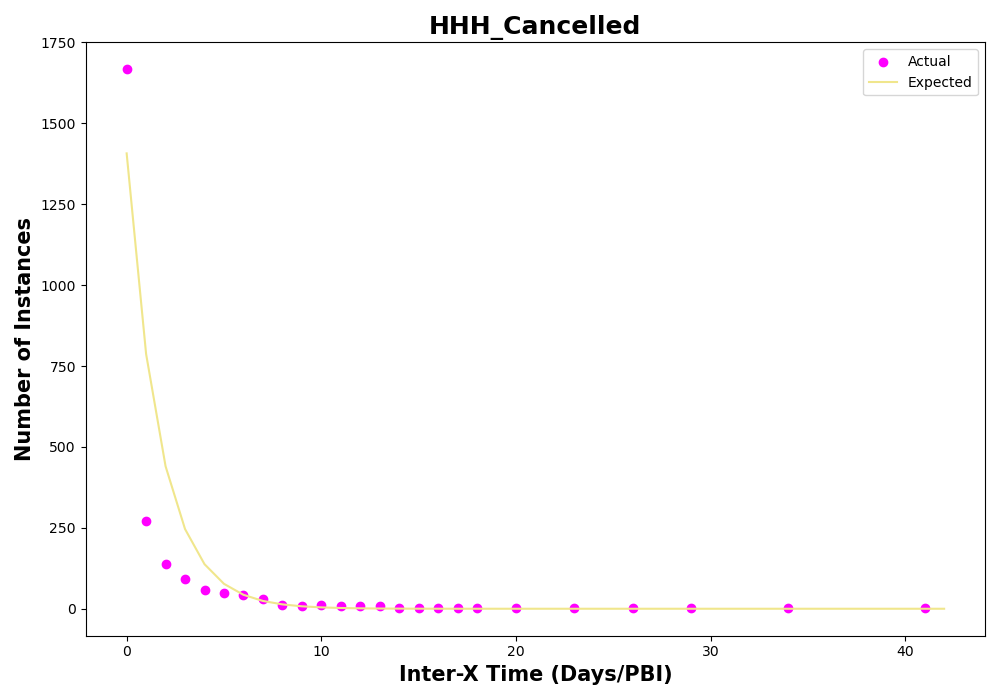 HHH_Cancelled
Actual
Expected
Number of Instances
1750
1500
1250
1000
750
500
250
0
0 10 20 30 40
Inter-X Time (Days/PBI)